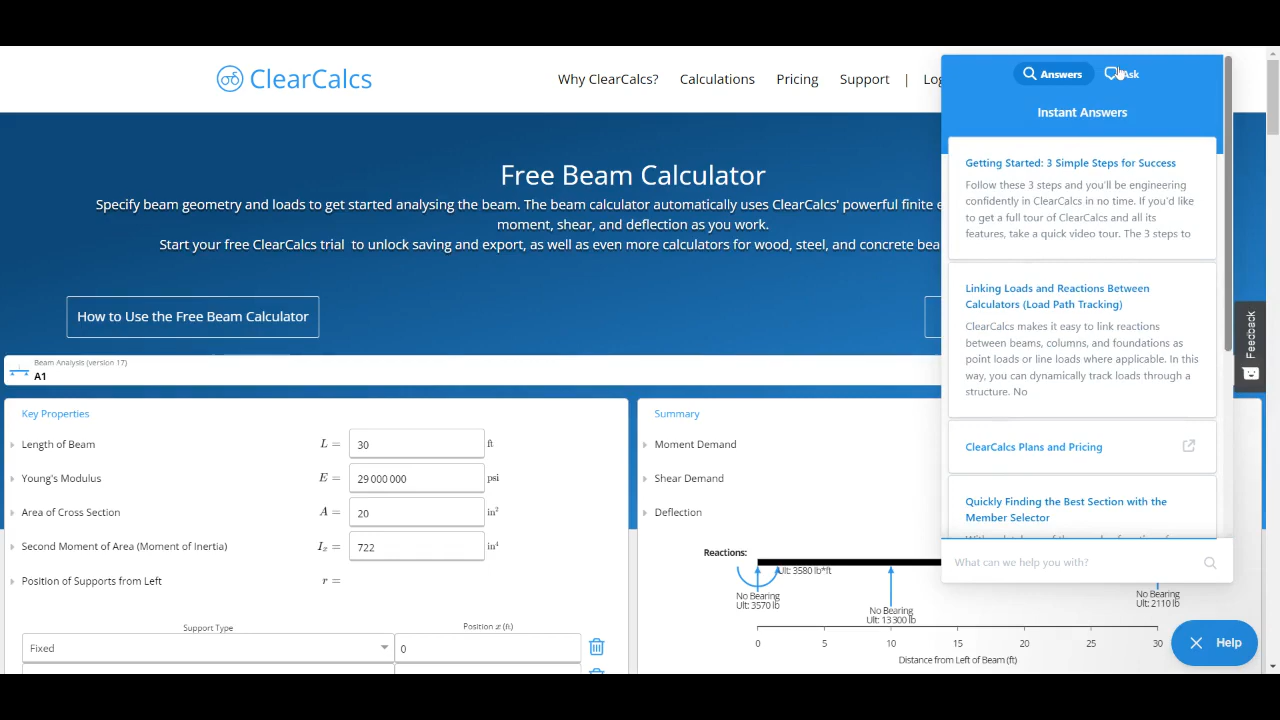 ClearCalcs
Why ClearCalcs?
Calculations
Pricing
Support
|
Answers
Ask
Instant Answers
Getting Started: 3 Simple Steps for Success
Follow these 3 steps and you'll be engineering
confidently in ClearCalcs in no time. If you'd like
to get a full tour of ClearCalcs and all its
features, take a quick video tour. The 3 steps to
Linking Loads and Reactions Between
Calculators (Load Path Tracking)
ClearCalcs makes it easy to link reactions
between beams, columns, and foundations as
point loads or line loads where applicable. In this
way, you can dynamically track loads through a
structure. No
ClearCalcs Plans and Pricing
Quickly Finding the Best Section with the
Member Selector
What can we help you with?
Help
Feedback
Free Beam Calculator
Specify beam geometry and loads to get started analysing the beam. The beam calculator automatically uses ClearCalcs' powerful finite e
moment, shear, and deflection as you work.
Start your free ClearCalcs trial to unlock saving and export, as well as even more calculators for wood, steel, and concrete bea
How to Use the Free Beam Calculator
Beam Analysis (version 17)
A1
Key Properties
Length of Beam L = 30 ft
Young's Modulus E = 29 000 000 psi
Area of Cross Section A = 20 in²
Second Moment of Area (Moment of Inertia) Iₓ = 722 in⁴
Position of Supports from Left r =
Support Type Position x (ft)
Fixed 0
Summary
Moment Demand
Shear Demand
Deflection
Reactions:
Ult: 3580 lb*ft
No Bearing
Ult: 3570 lb
No Bearing
Ult: 13300 lb
No Bearing
Ult: 2110 lb
0 5 10 15 20 25 30
Distance from Left of Beam (ft)